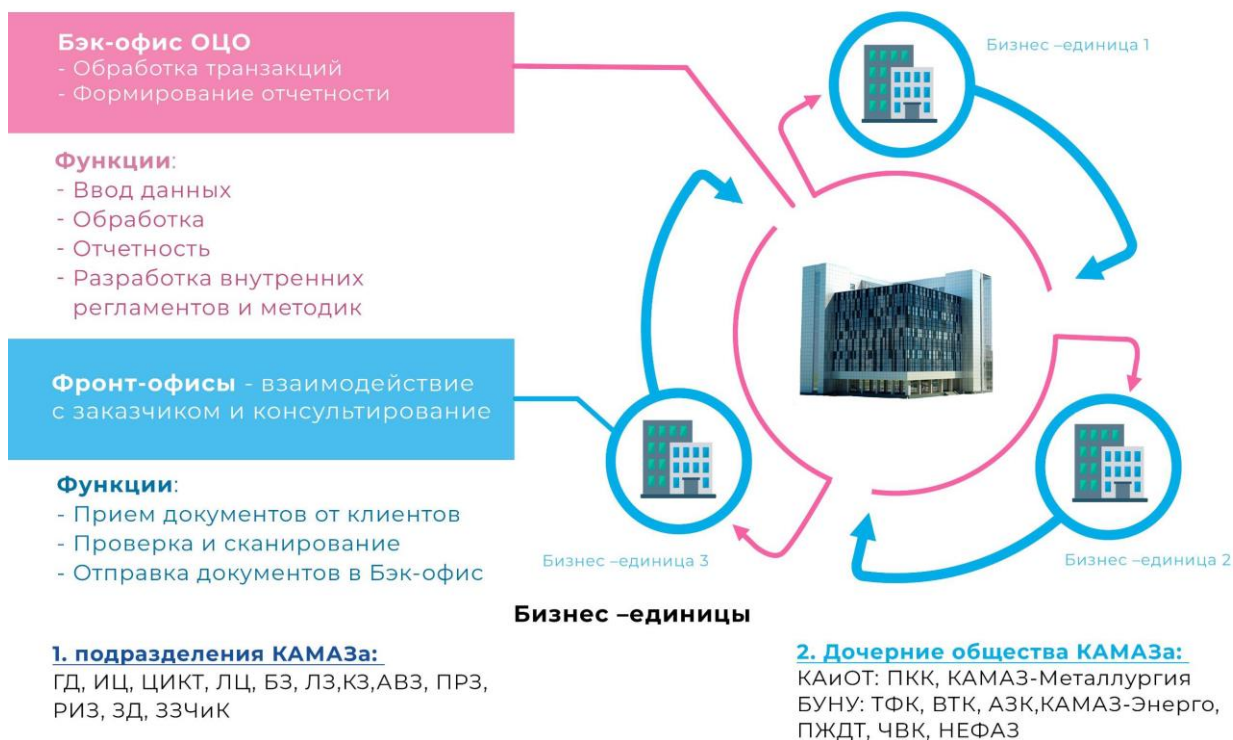 Бэк-офис ОЦО
- Обработка транзакций
- Формирование отчетности
Функции:
- Ввод данных
- Обработка
- Отчетность
- Разработка внутренних
регламентов и методик
Фронт-офисы - взаимодействие
с заказчиком и консультирование
Функции:
- Прием документов от клиентов
- Проверка и сканирование
- Отправка документов в Бэк-офис
Бизнес –единица 1
Бизнес –единица 3
Бизнес –единица 2
Бизнес –единицы
1. подразделения КАМАЗа:
ГД, ИЦ, ЦИКТ, ЛЦ, БЗ, ЛЗ,КЗ,АВЗ, ПРЗ,
РИЗ, ЗД, ЗЗЧиК
2. Дочерние общества КАМАЗа:
КАиОТ: ПКК, КАМАЗ-Металлургия
БУНУ: ТФК, ВТК, АЗК,КАМАЗ-Энерго,
ПЖДТ, ЧВК, НЕФАЗ